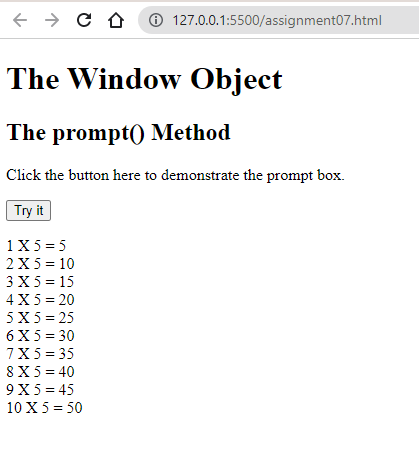 127.0.0.1:5500/assignment07.html
The Window Object
The prompt() Method
Click the button here to demonstrate the prompt box.
Try it
1 X 5 = 5
2 X 5 = 10
3 X 5 = 15
4 X 5 = 20
5 X 5 = 25
6 X 5 = 30
7 X 5 = 35
8 X 5 = 40
9 X 5 = 45
10 X 5 = 50